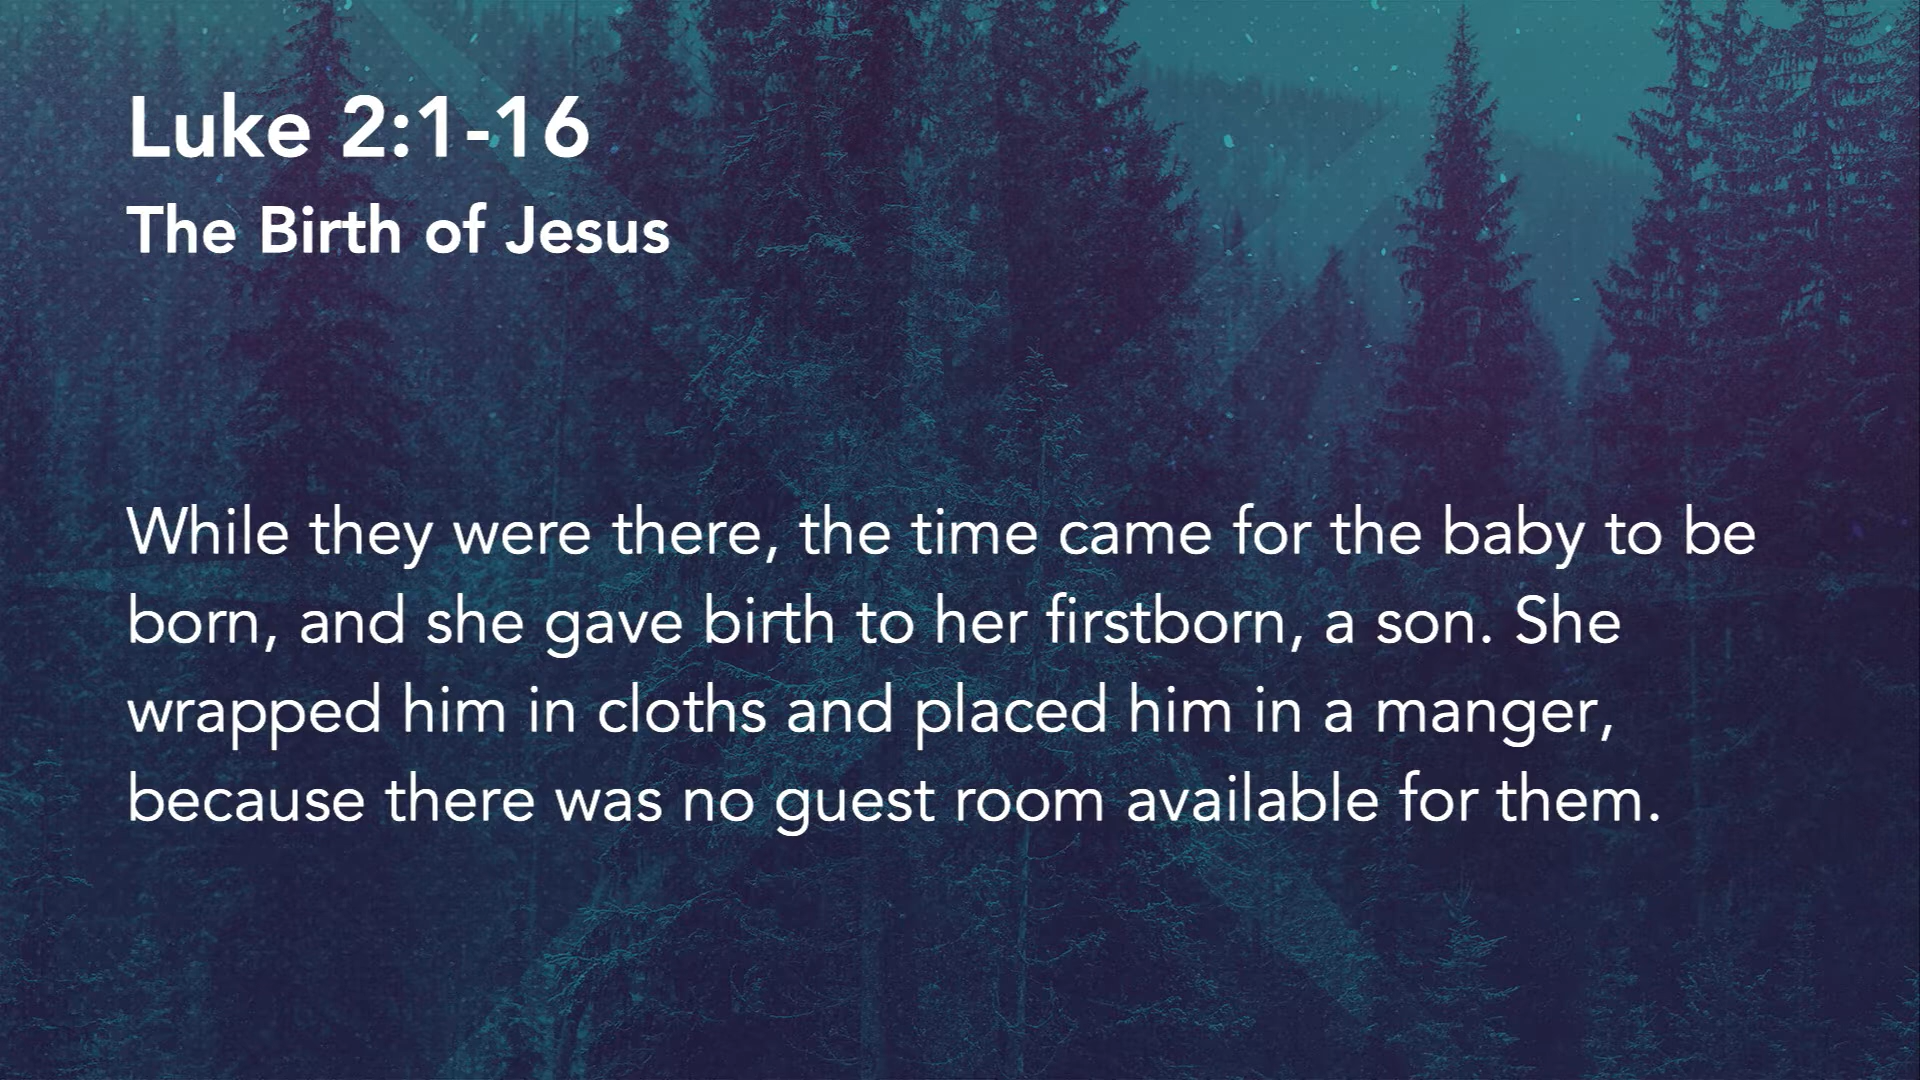 Luke 2:1-16
The Birth of Jesus
While they were there, the time came for the baby to be
born, and she gave birth to her firstborn, a son. She
wrapped him in cloths and placed him in a manger,
because there was no guest room available for them.